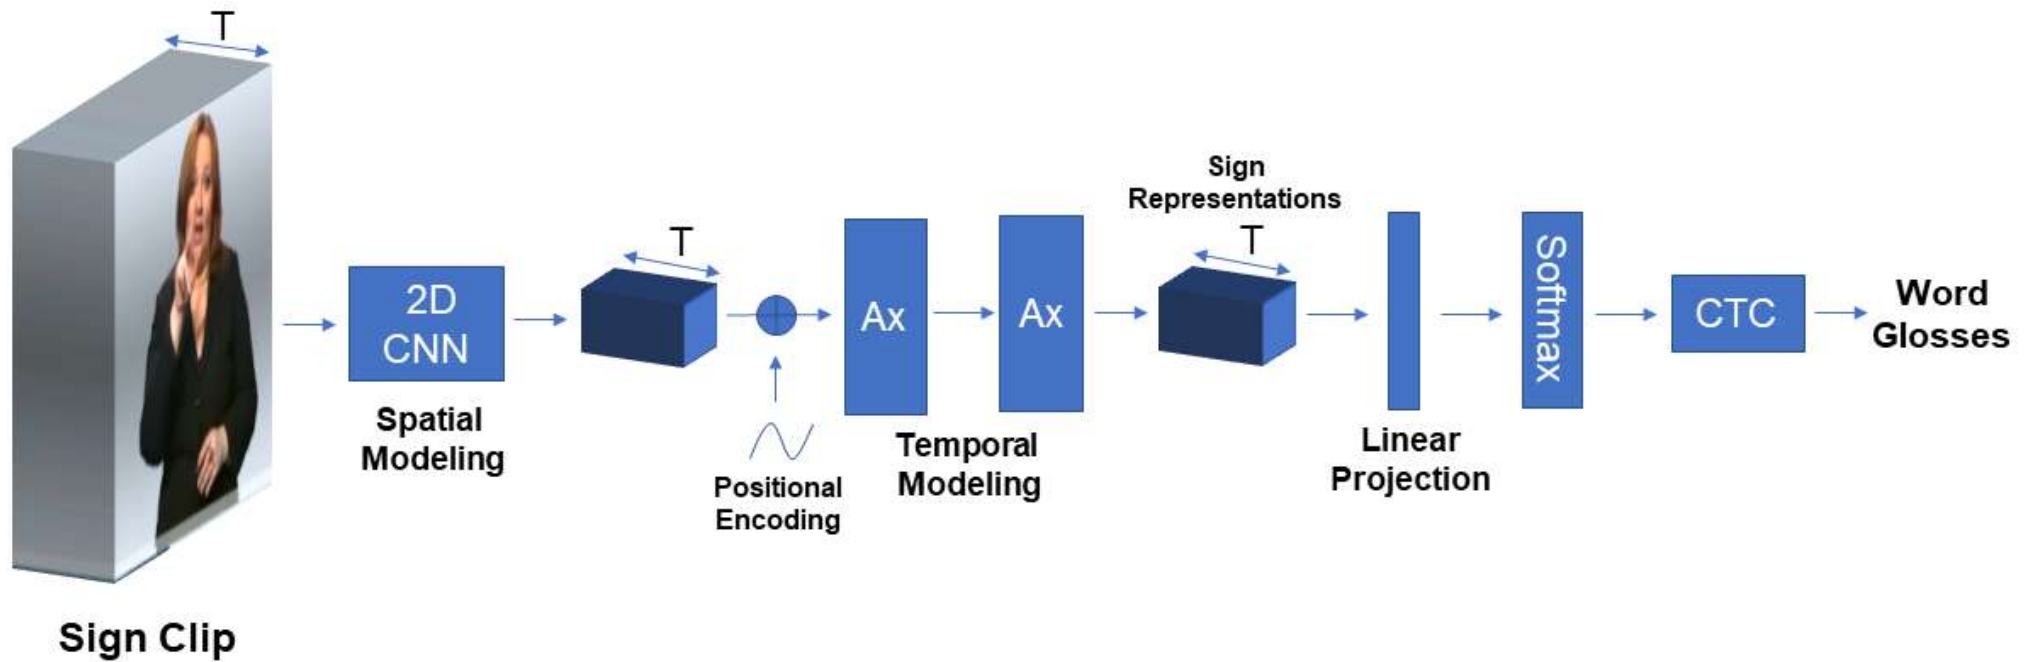 T
Sign Clip
2D
CNN
Spatial
Modeling
T
Positional
Encoding
Ax
Ax
Temporal
Modeling
Sign
Representations
T
Linear
Projection
Softmax
CTC
Word
Glosses